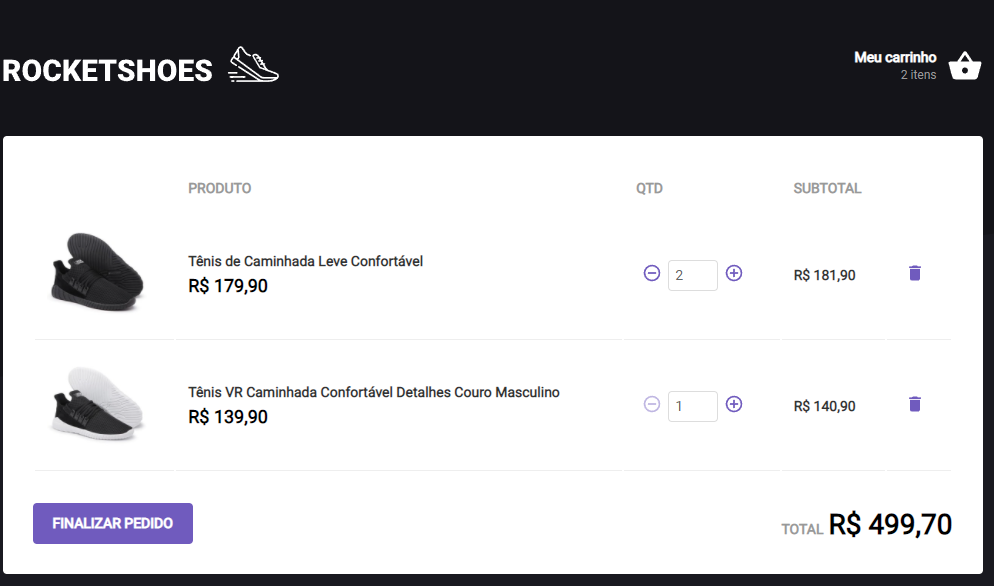 ROCKETSHOES
Meu carrinho
2 itens
PRODUTO QTD SUBTOTAL
Tênis de Caminhada Leve Confortável
R$ 179,90
2
R$ 181,90
Tênis VR Caminhada Confortável Detalhes Couro Masculino
R$ 139,90
1
R$ 140,90
FINALIZAR PEDIDO
TOTAL R$ 499,70